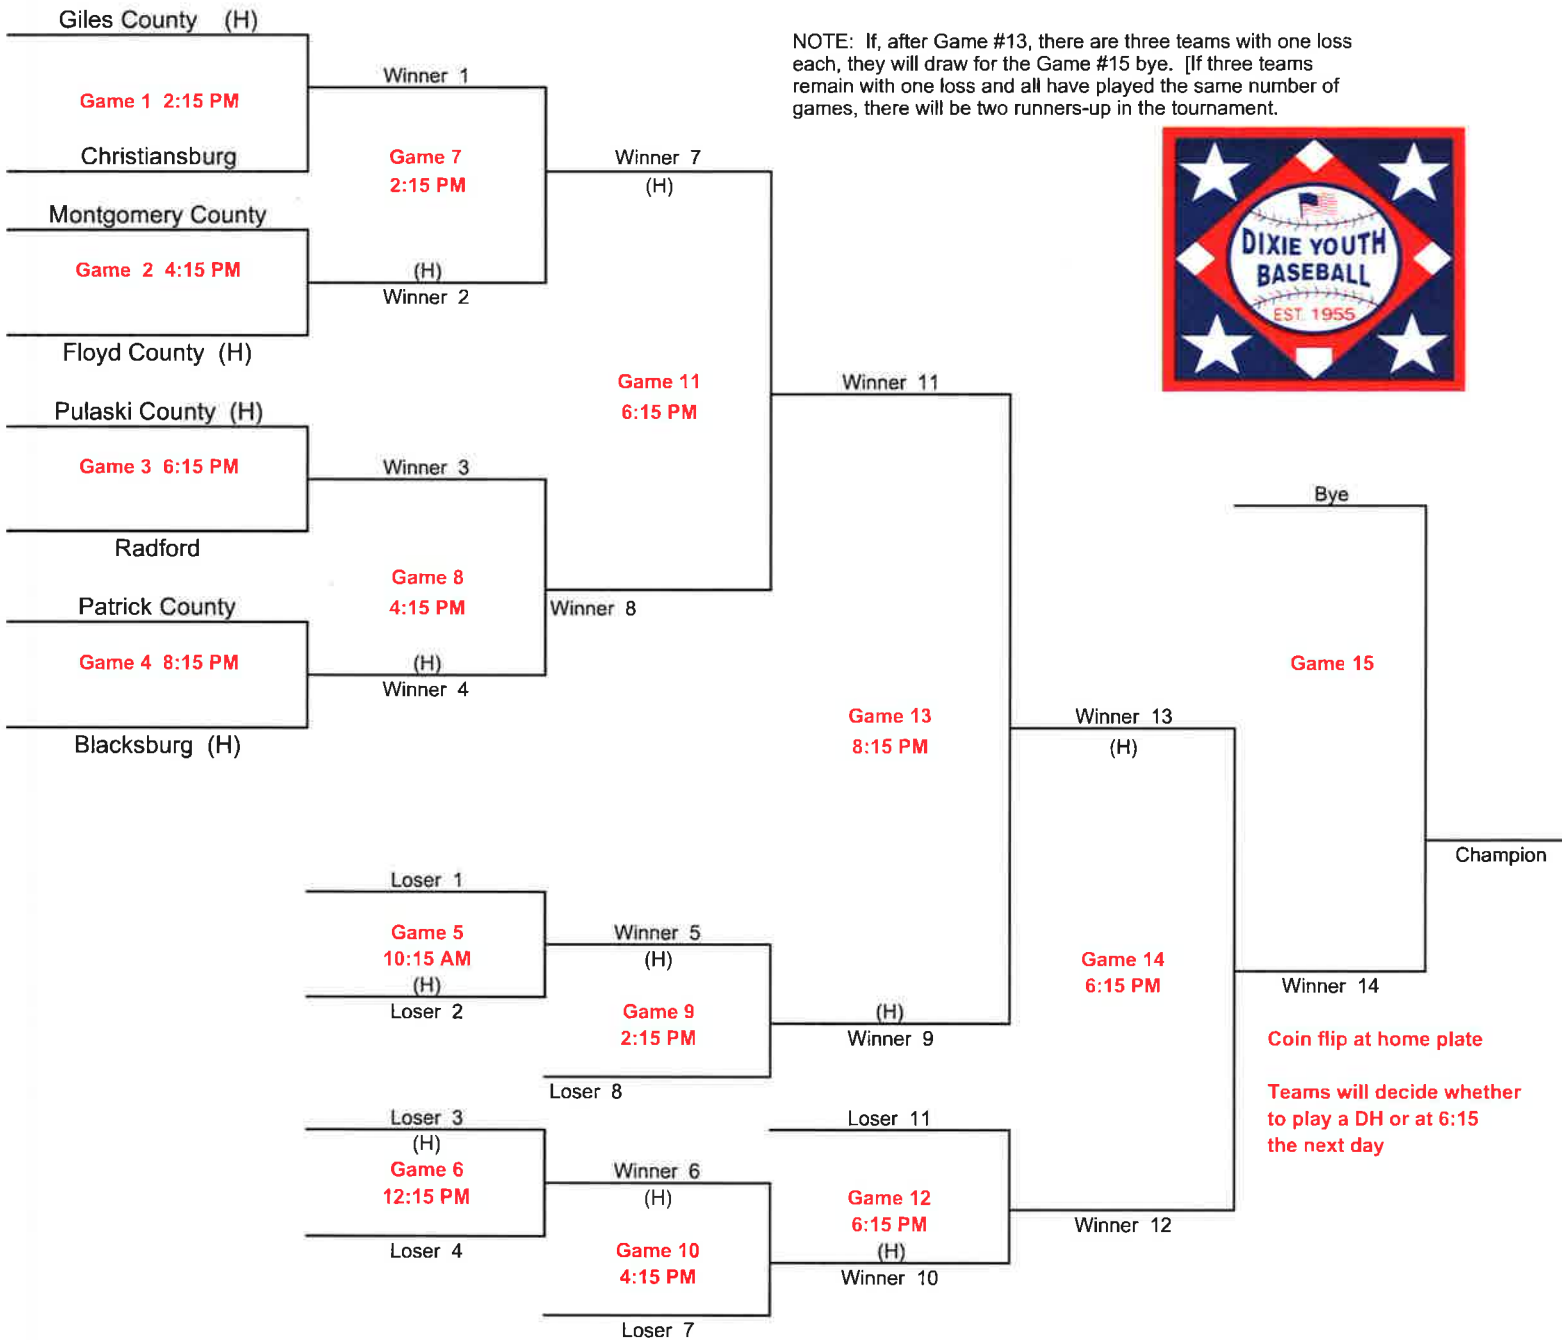 Giles County (H)
Game 1 2:15 PM
Christiansburg
Montgomery County
Game 2 4:15 PM
Floyd County (H)
Pulaski County (H)
Game 3 6:15 PM
Radford
Patrick County
Game 4 8:15 PM
Blacksburg (H)
Winner 1
Game 7
2:15 PM
(H)
Winner 2
Winner 3
Game 8
4:15 PM
(H)
Winner 4
Winner 7
(H)
Game 11
6:15 PM
Winner 8
NOTE: If, after Game #13, there are three teams with one loss
each, they will draw for the Game #15 bye. [If three teams
remain with one loss and all have played the same number of
games, there will be two runners-up in the tournament.
DIXIE YOUTH
BASEBALL
EST. 1955
Winner 11
Game 13
8:15 PM
Winner 13
(H)
Bye
Game 15
Champion
Loser 1
Game 5
10:15 AM
(H)
Loser 2
Winner 5
(H)
Game 9
2:15 PM
Loser 8
(H)
Winner 9
Loser 3
(H)
Game 6
12:15 PM
Loser 4
Winner 6
(H)
Game 10
4:15 PM
Loser 7
Loser 11
Game 12
6:15 PM
(H)
Winner 10
Game 14
6:15 PM
Winner 12
Winner 14
Coin flip at home plate
Teams will decide whether
to play a DH or at 6:15
the next day